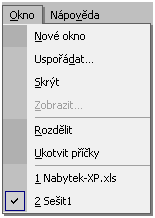 Okno Nápověda
Nové okno
Uspořádat...
Skrýt
Zobrazit...
Rozdělit
Ukotvit příčky
1 Nabytek-XP.xls
2 Sešit1